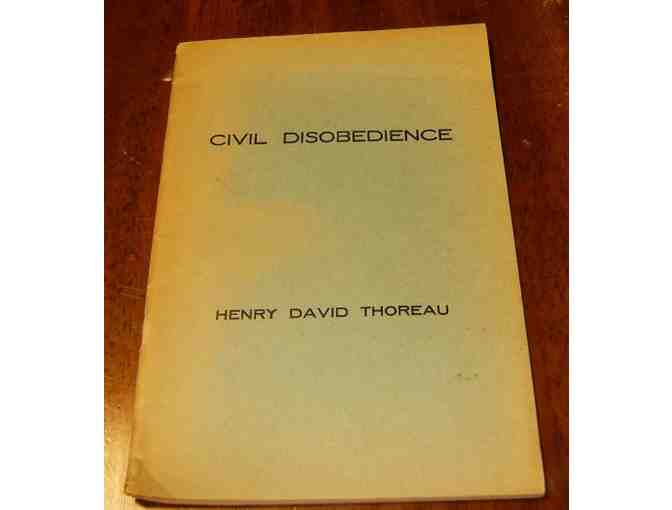 CIVIL DISOBEDIENCE
HENRY DAVID THOREAU